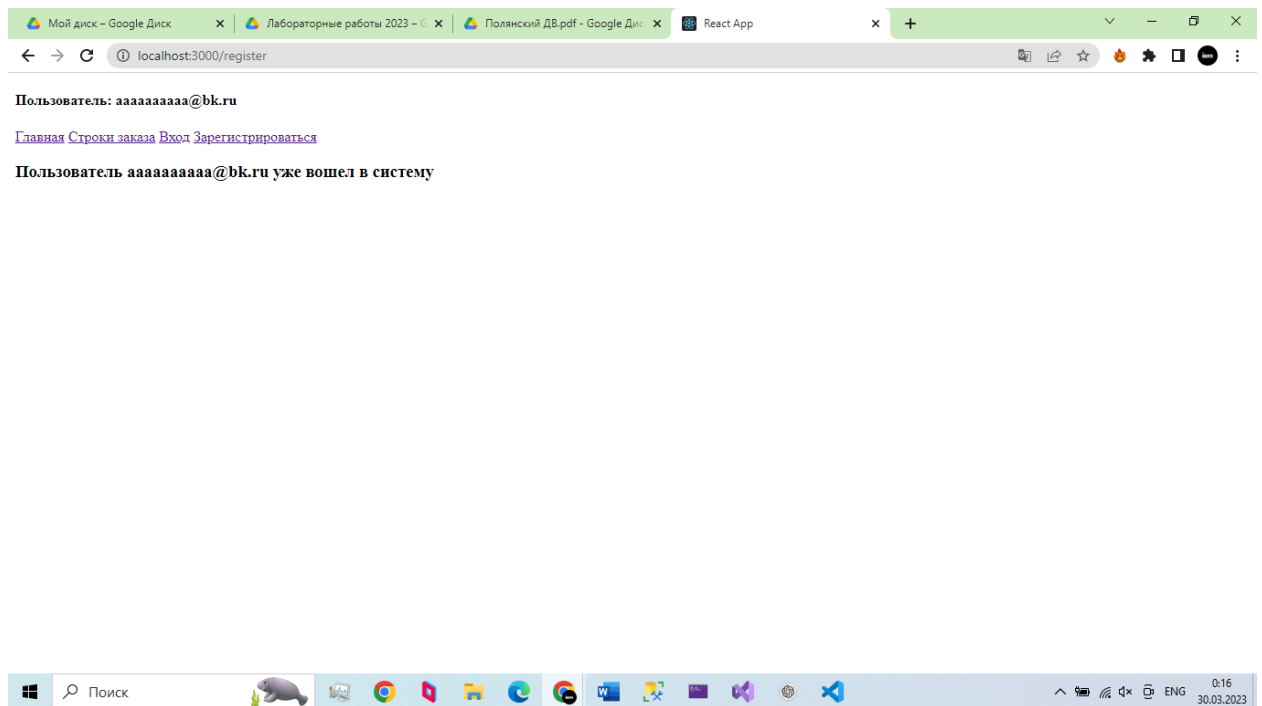 Мой диск – Google Диск
Лабораторные работы 2023 – G
Полянский ДВ.pdf - Google Дис
React App
localhost:3000/register
Пользователь: aaaaaaaaaa@bk.ru
Главная Строки заказа Вход Зарегистрироваться
Пользователь aaaaaaaaaa@bk.ru уже вошел в систему
Поиск
ENG
0:16
30.03.2023